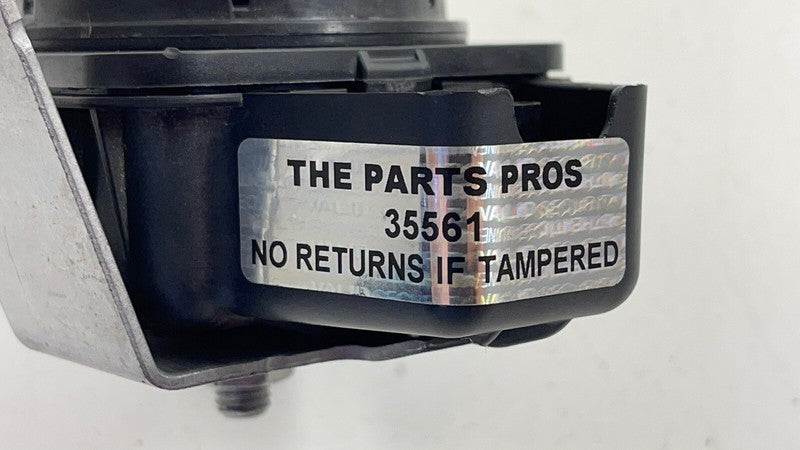 THE PARTS PROS
35561
NO RETURNS IF TAMPERED